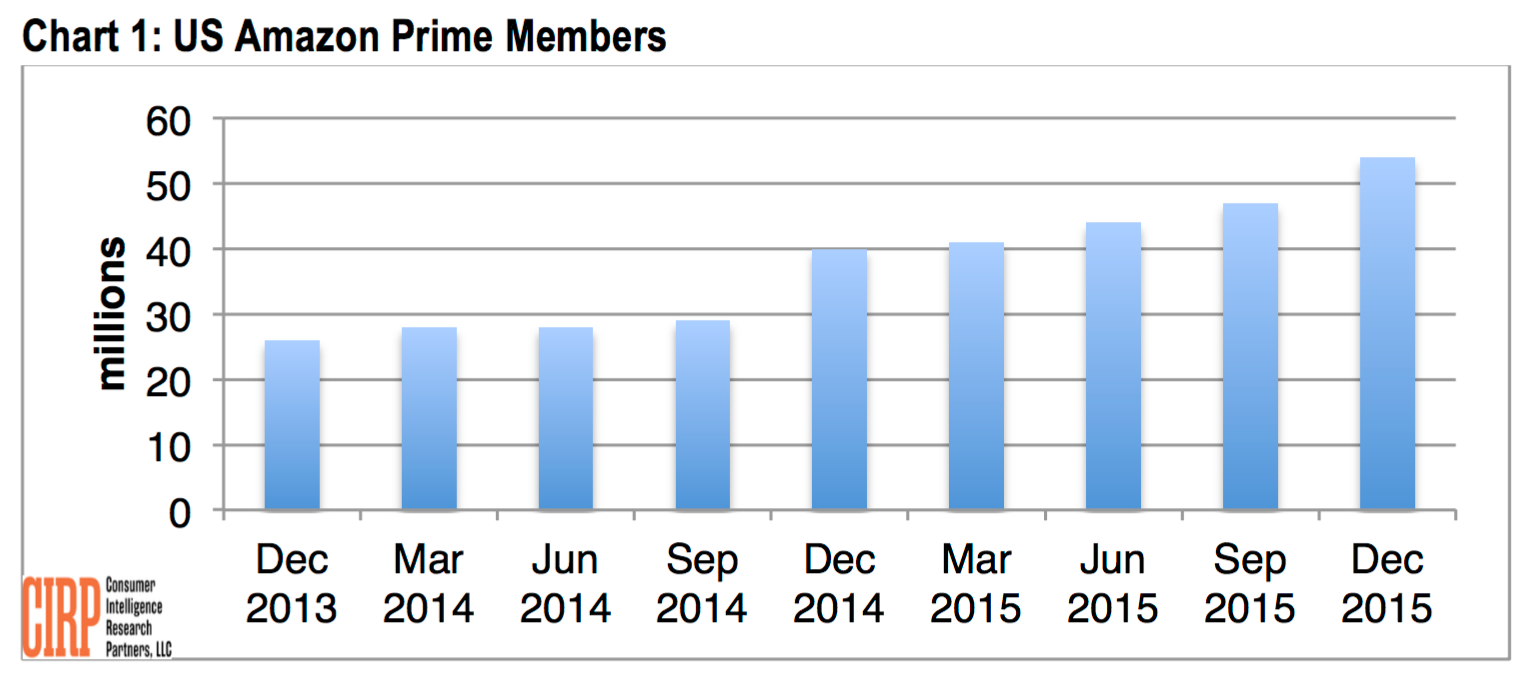 Chart 1: US Amazon Prime Members
60
50
40
30
20
10
0
millions
Dec Mar Jun Sep Dec Mar Jun Sep Dec
2013 2014 2014 2014 2014 2015 2015 2015 2015
CIRP
Consumer
Intelligence
Research
Partners, LLC